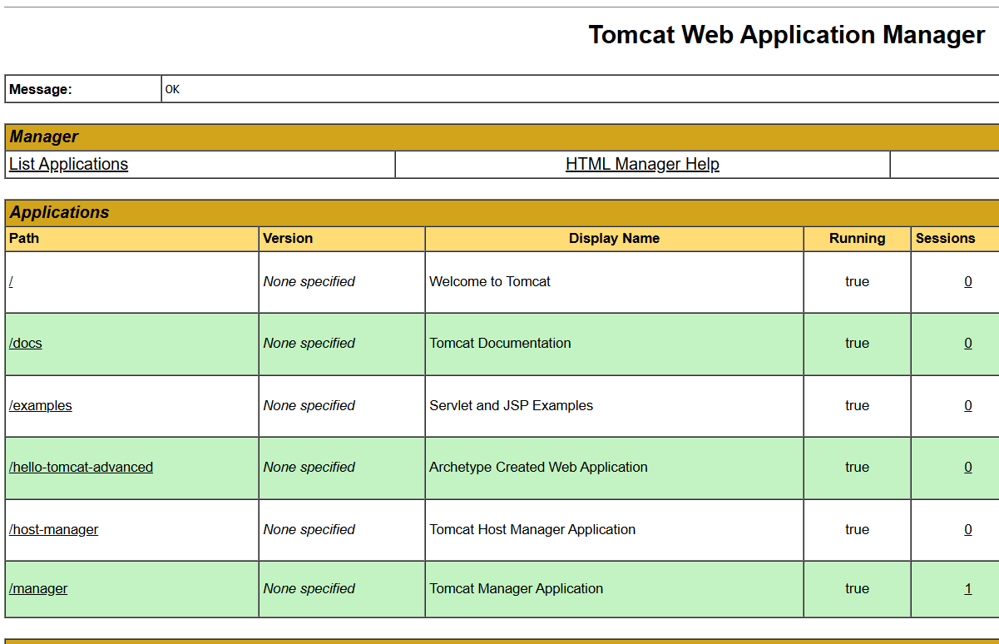 Tomcat Web Application Manager
Message: OK
Manager
List Applications HTML Manager Help
Applications
Path Version Display Name Running Sessions
/ None specified Welcome to Tomcat true 0
/docs None specified Tomcat Documentation true 0
/examples None specified Servlet and JSP Examples true 0
/hello-tomcat-advanced None specified Archetype Created Web Application true 0
/host-manager None specified Tomcat Host Manager Application true 0
/manager None specified Tomcat Manager Application true 1